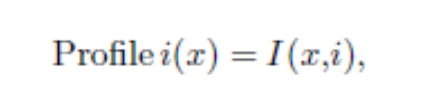 Profile i(x) = I(x,i),